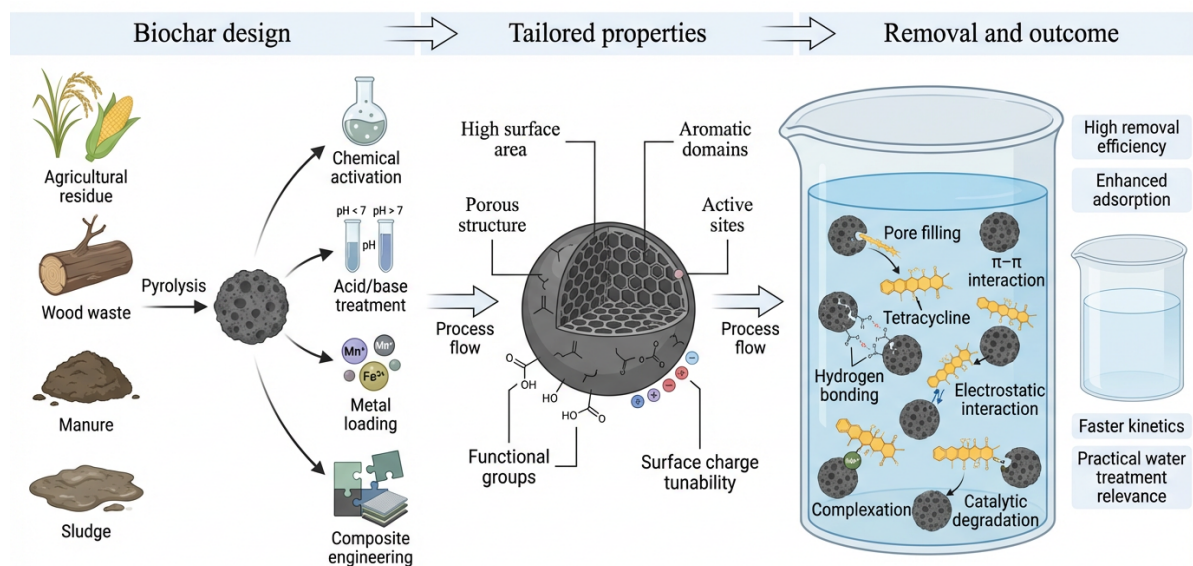 Biochar design
Tailored properties
Removal and outcome
Agricultural
residue
Wood waste
Manure
Sludge
Pyrolysis
Chemical
activation
pH < 7 pH > 7
pH
Acid/base
treatment
Metal
loading
Composite
engineering
Process
flow
High surface
area
Aromatic
domains
Porous
structure
Active
sites
OH
HO
HO
Functional
groups
Surface charge
tunability
Process
flow
Pore filling
π–π
interaction
Tetracycline
Hydrogen
bonding
Electrostatic
interaction
Complexation
Catalytic
degradation
High removal
efficiency
Enhanced
adsorption
Faster kinetics
Practical water
treatment
relevance